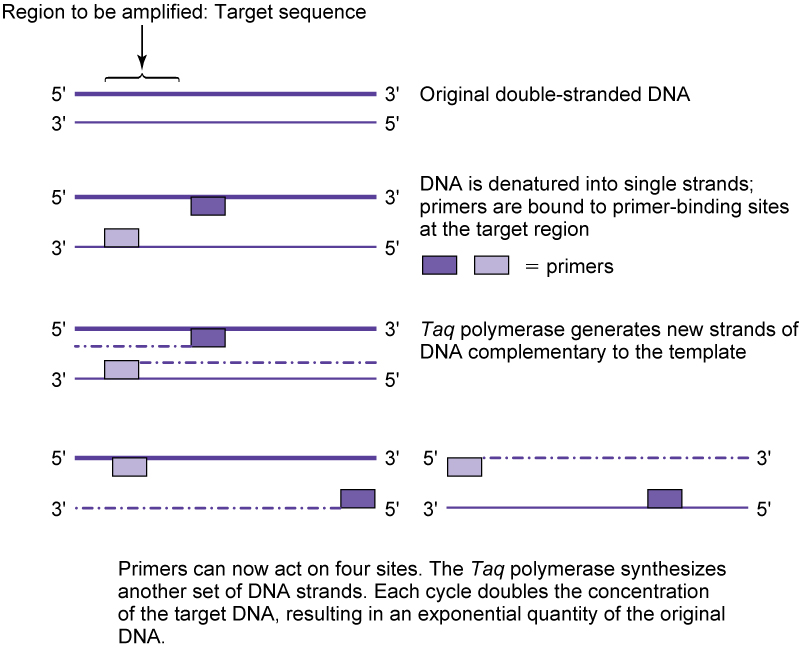 Region to be amplified: Target sequence
5' 3' Original double-stranded DNA
3' 5'
5' 3' DNA is denatured into single strands;
primers are bound to primer-binding sites
at the target region
3' 5'
= primers
5' 3' Taq polymerase generates new strands of
DNA complementary to the template
3' 5'
5' 3' 5' 3'
3' 5' 3' 5'
Primers can now act on four sites. The Taq polymerase synthesizes
another set of DNA strands. Each cycle doubles the concentration
of the target DNA, resulting in an exponential quantity of the original
DNA.